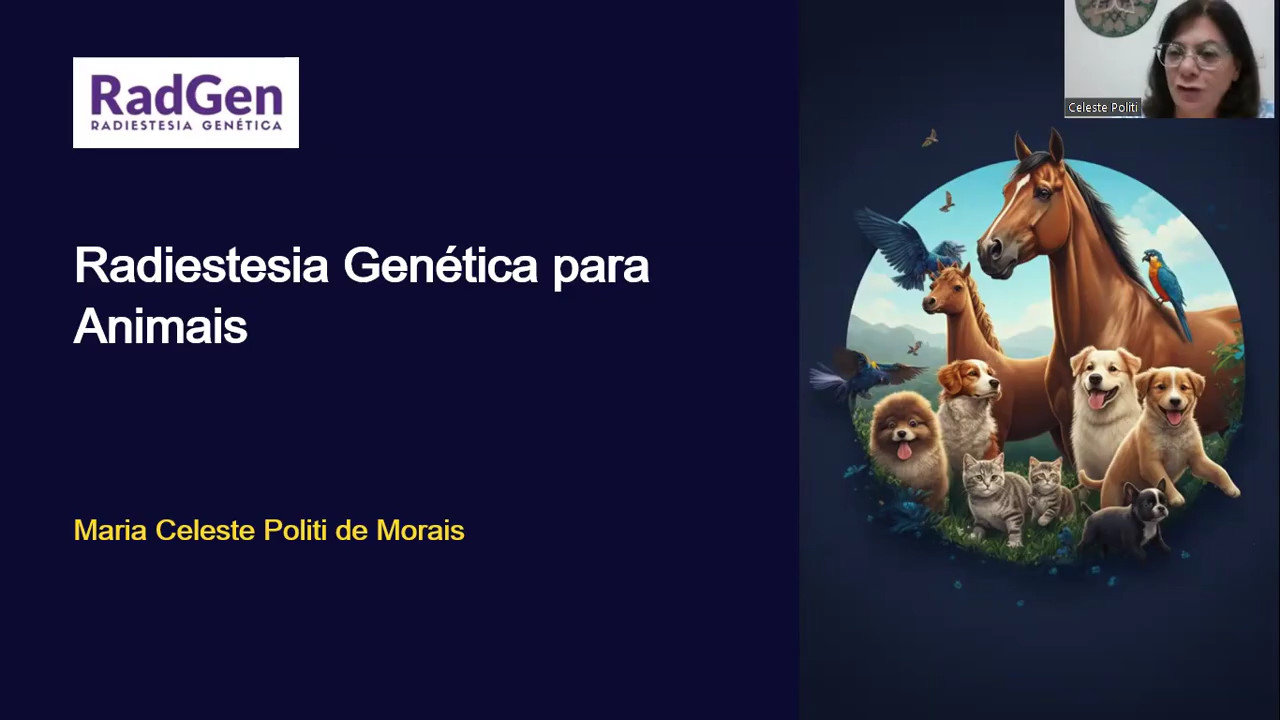 RadGen
RADIESTESIA GENÉTICA
Radiestesia Genética para
Animais
Maria Celeste Politi de Morais
Celeste Politi